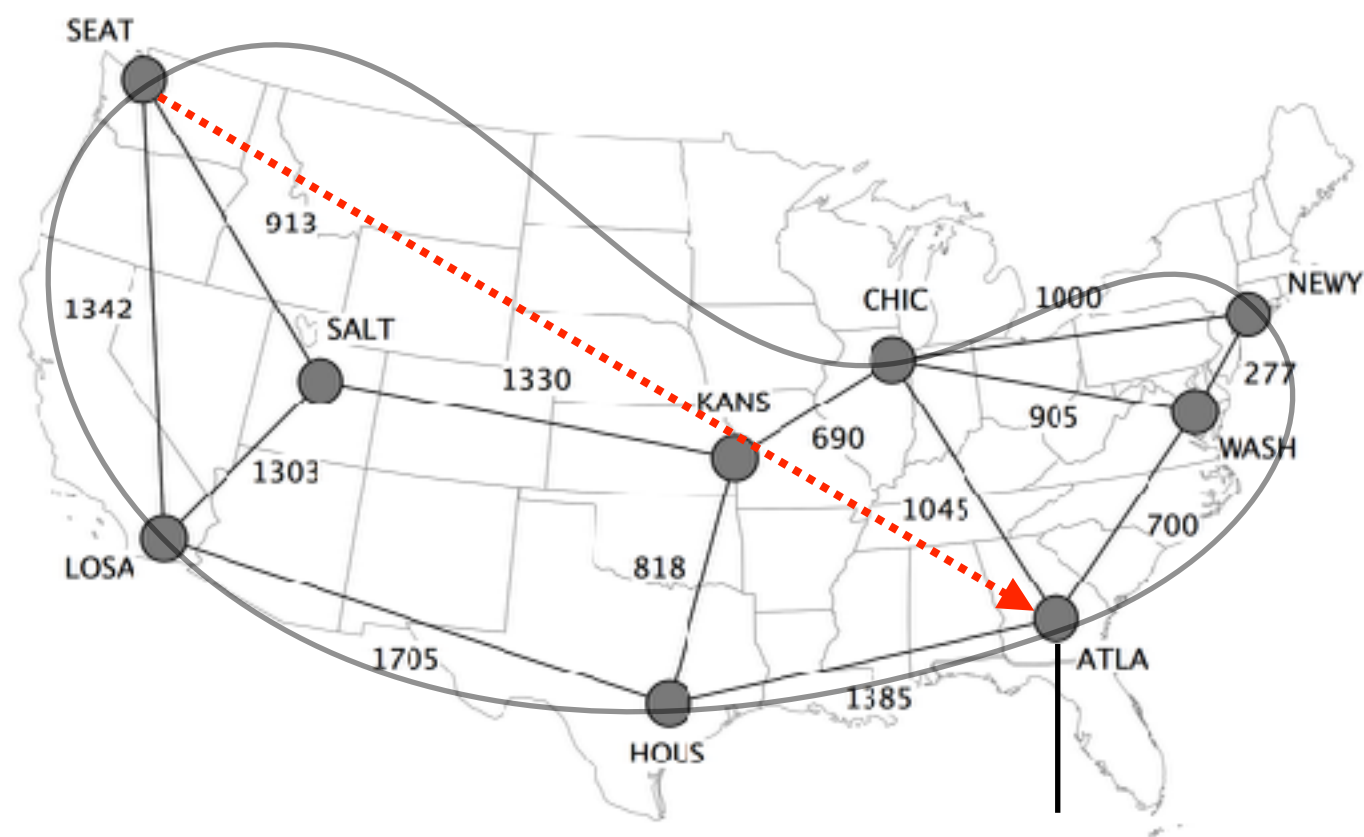 SEAT
913
NEWY
1000
CHIC
1342
SALT
277
1330
KANS
905
690
WASH
1303
1045
700
818
LOSA
1705
ATLA
1385
HOUS